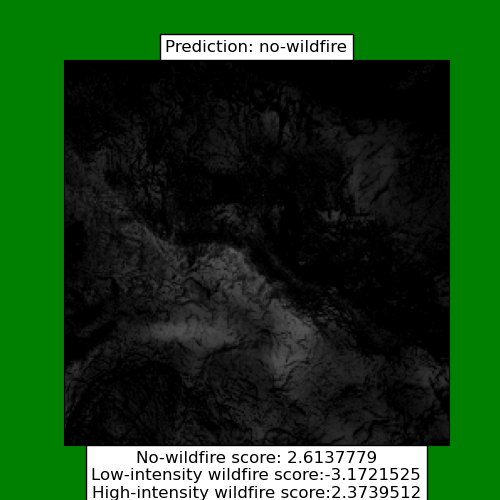 Prediction: no-wildfire
No-wildfire score: 2.6137779
Low-intensity wildfire score:-3.1721525
High-intensity wildfire score:2.3739512